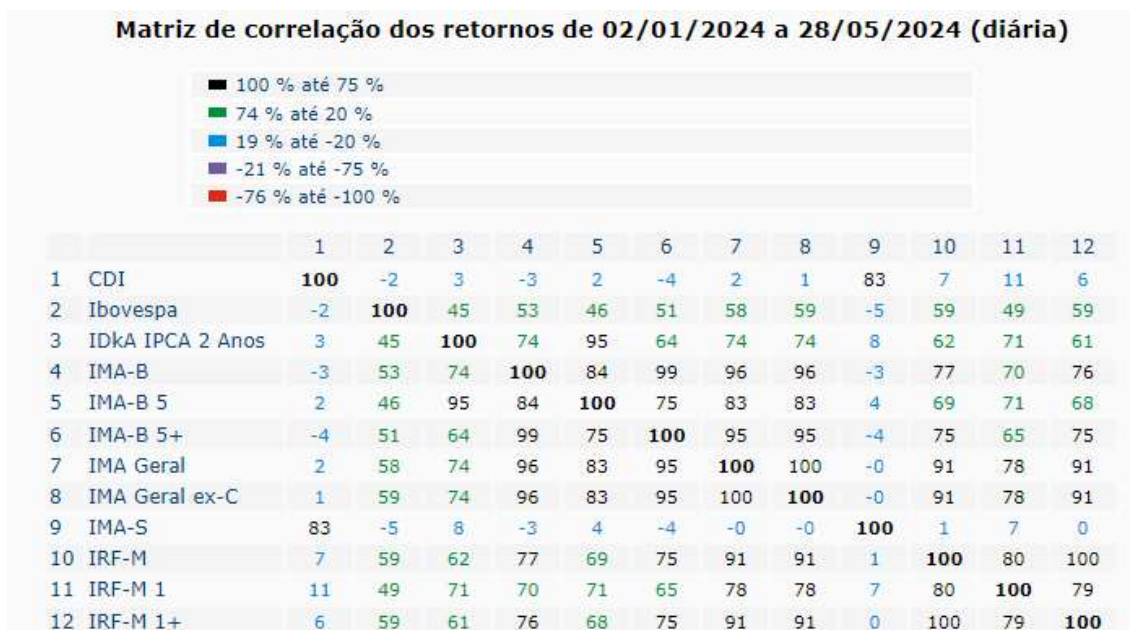 Matriz de correlação dos retornos de 02/01/2024 a 28/05/2024 (diária)
100 % até 75 %
74 % até 20 %
19 % até -20 %
-21 % até -75 %
-76 % até -100 %
1 2 3 4 5 6 7 8 9 10 11 12
1 CDI 100 -2 3 -3 2 -4 2 1 83 7 11 6
2 Ibovespa -2 100 45 53 46 51 58 59 -5 59 49 59
3 IDkA IPCA 2 Anos 3 45 100 74 95 64 74 74 8 62 71 61
4 IMA-B -3 53 74 100 84 99 96 96 -3 77 70 76
5 IMA-B 5 2 46 95 84 100 75 83 83 4 69 71 68
6 IMA-B 5+ -4 51 64 99 75 100 95 95 -4 75 65 75
7 IMA Geral 2 58 74 96 83 95 100 100 -0 91 78 91
8 IMA Geral ex-C 1 59 74 96 83 95 100 100 -0 91 78 91
9 IMA-S 83 -5 8 -3 4 -4 -0 -0 100 1 7 0
10 IRF-M 7 59 62 77 69 75 91 91 1 100 80 100
11 IRF-M 1 11 49 71 70 71 65 78 78 7 80 100 79
12 IRF-M 1+ 6 59 61 76 68 75 91 91 0 100 79 100